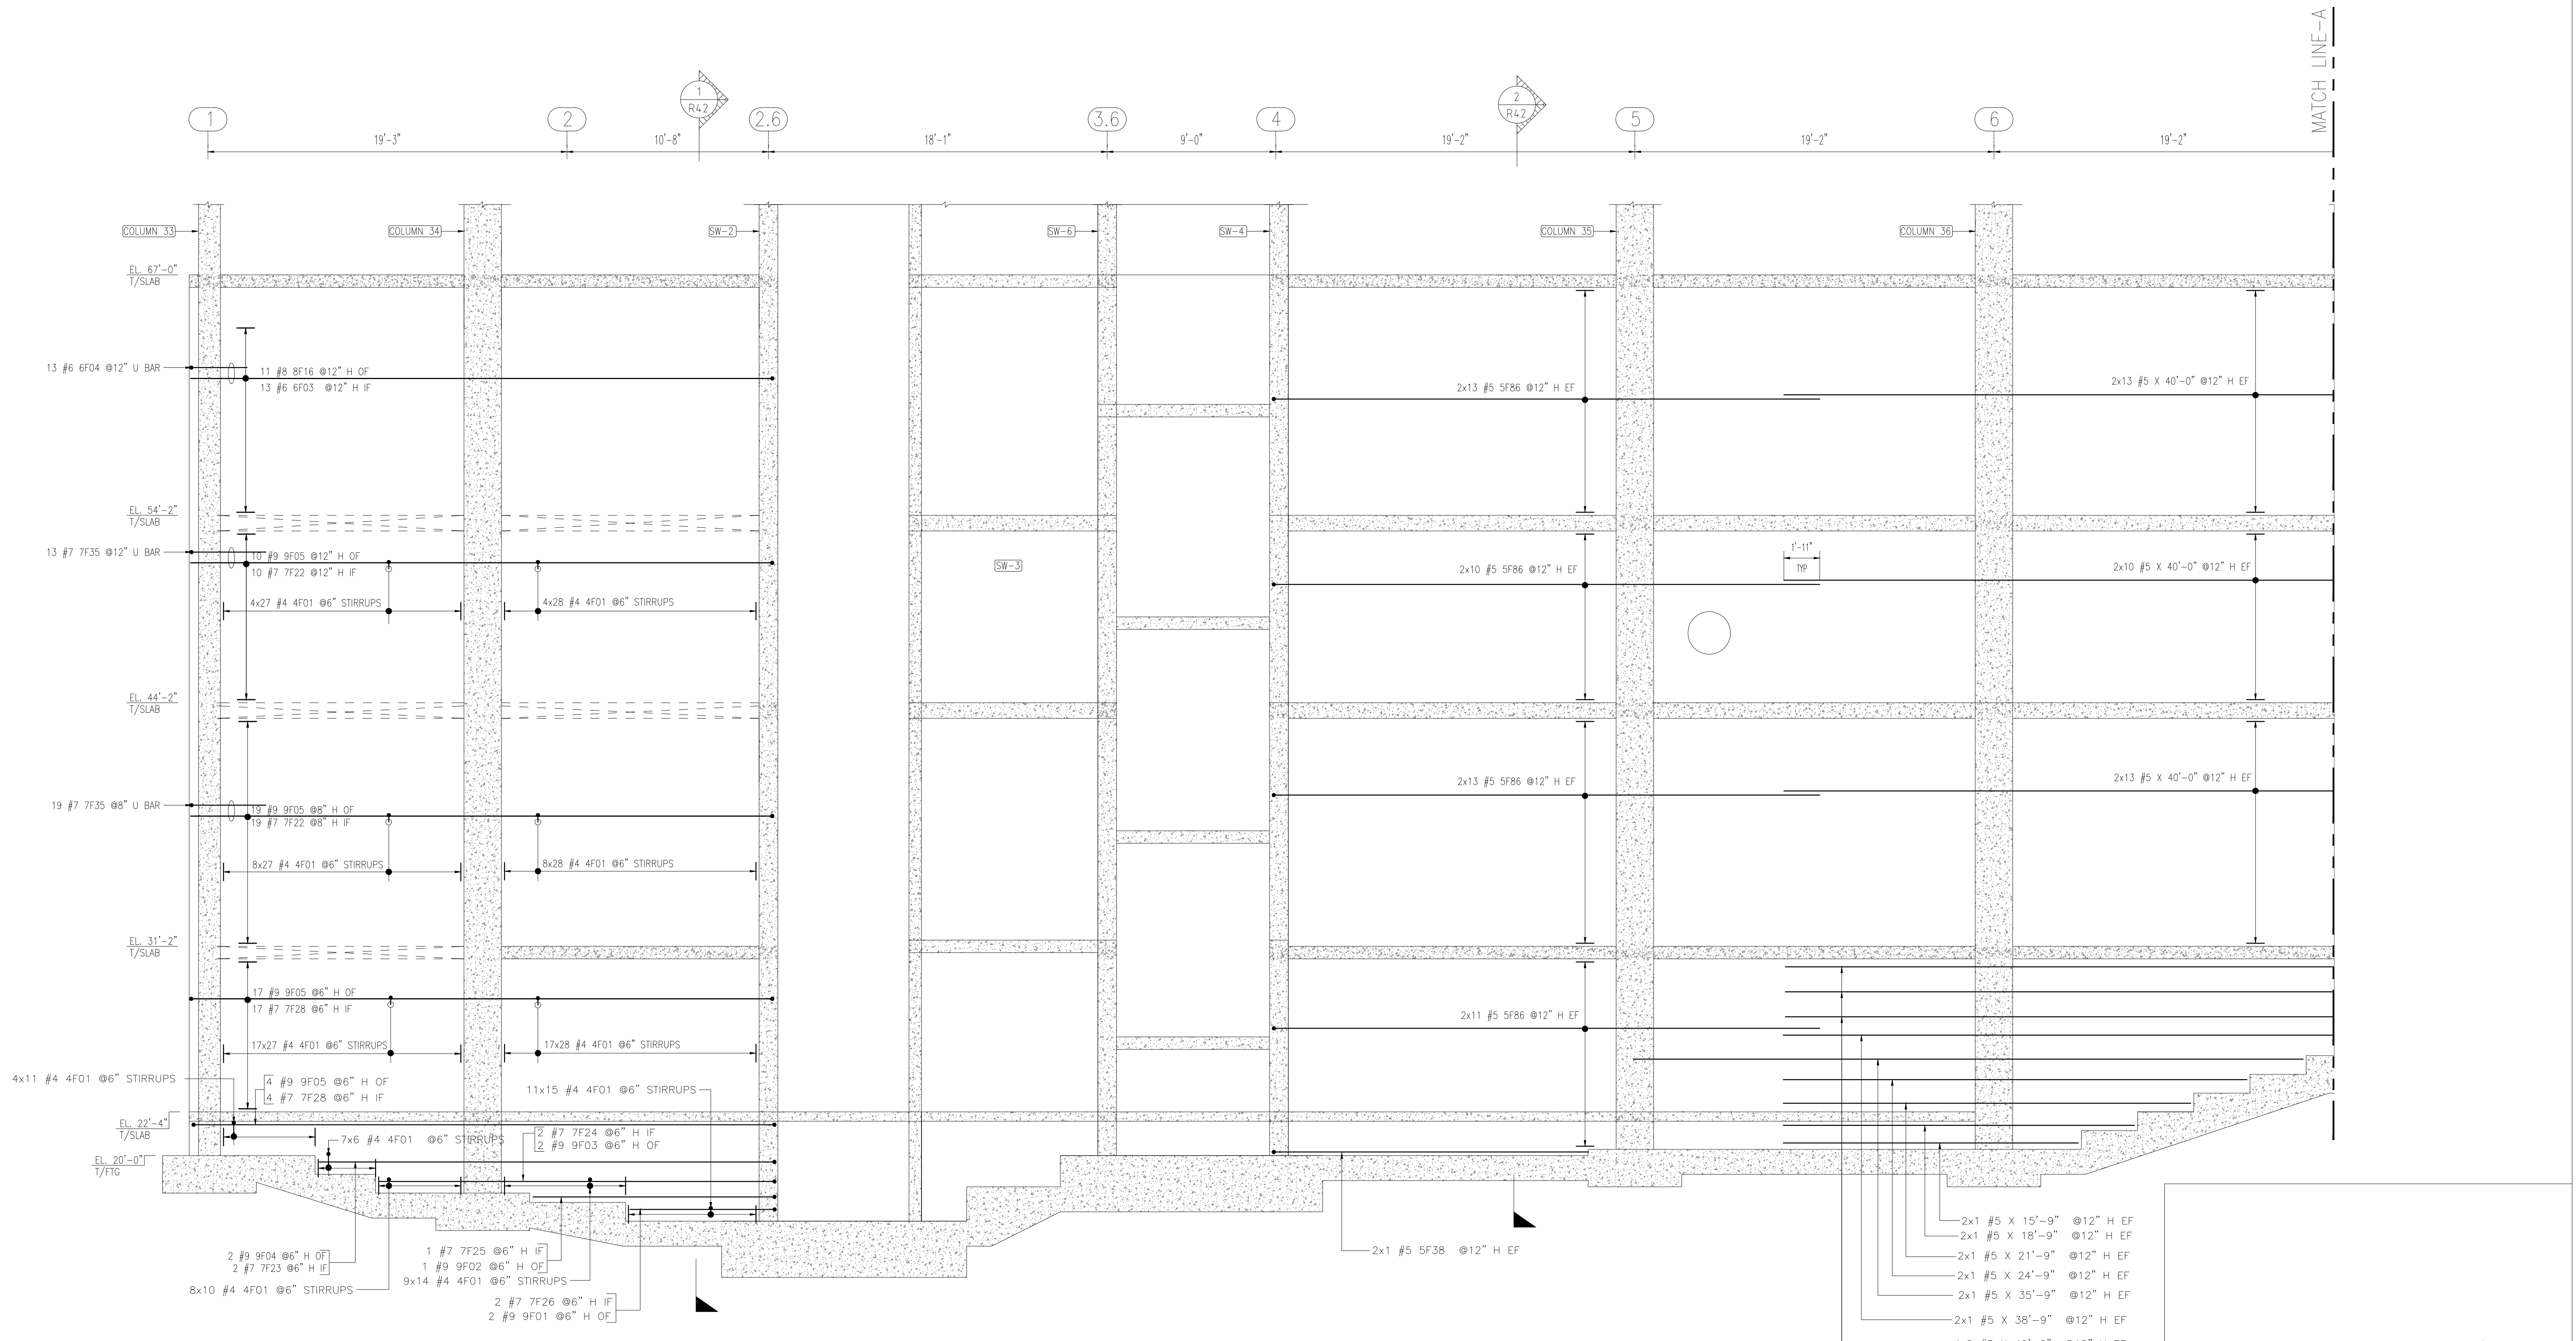 MATCH LINE-A
1
R42
2
R42
1
2
2.6
3.6
4
5
6
19'-3"
10'-8"
18'-1"
9'-0"
19'-2"
19'-2"
19'-2"
COLUMN 33
COLUMN 34
SW-2
SW-6
SW-4
COLUMN 35
COLUMN 36
EL. 67'-0"
T/SLAB
13 #6 6F04 @12" U BAR
11 #8 8F16 @12" H OF
13 #6 6F03 @12" H IF
2x13 #5 5F86 @12" H EF
2x13 #5 X 40'-0" @12" H EF
EL. 54'-2"
T/SLAB
13 #7 7F35 @12" U BAR
10 #9 9F05 @12" H OF
10 #7 7F22 @12" H IF
SW-3
2x10 #5 5F86 @12" H EF
1'-11"
TYP
2x10 #5 X 40'-0" @12" H EF
4x27 #4 4F01 @6" STIRRUPS
4x28 #4 4F01 @6" STIRRUPS
EL. 44'-2"
T/SLAB
2x13 #5 5F86 @12" H EF
2x13 #5 X 40'-0" @12" H EF
19 #7 7F35 @8" U BAR
19 #9 9F05 @8" H OF
19 #7 7F22 @8" H IF
8x27 #4 4F01 @6" STIRRUPS
8x28 #4 4F01 @6" STIRRUPS
EL. 31'-2"
T/SLAB
17 #9 9F05 @6" H OF
17 #7 7F28 @6" H IF
2x11 #5 5F86 @12" H EF
17x27 #4 4F01 @6" STIRRUPS
17x28 #4 4F01 @6" STIRRUPS
4x11 #4 4F01 @6" STIRRUPS
4 #9 9F05 @6" H OF
4 #7 7F28 @6" H IF
11x15 #4 4F01 @6" STIRRUPS
EL. 22'-4"
T/SLAB
7x6 #4 4F01 @6" STIRRUPS
2 #7 7F24 @6" H IF
2 #9 9F03 @6" H OF
EL. 20'-0"
T/FTG
2 #9 9F04 @6" H OF
2 #7 7F23 @6" H IF
1 #7 7F25 @6" H IF
1 #9 9F02 @6" H OF
8x10 #4 4F01 @6" STIRRUPS
9x14 #4 4F01 @6" STIRRUPS
2 #7 7F26 @6" H IF
2 #9 9F01 @6" H OF
2x1 #5 5F38 @12" H EF
2x1 #5 X 15'-9" @12" H EF
2x1 #5 X 18'-9" @12" H EF
2x1 #5 X 21'-9" @12" H EF
2x1 #5 X 24'-9" @12" H EF
2x1 #5 X 35'-9" @12" H EF
2x1 #5 X 38'-9" @12" H EF